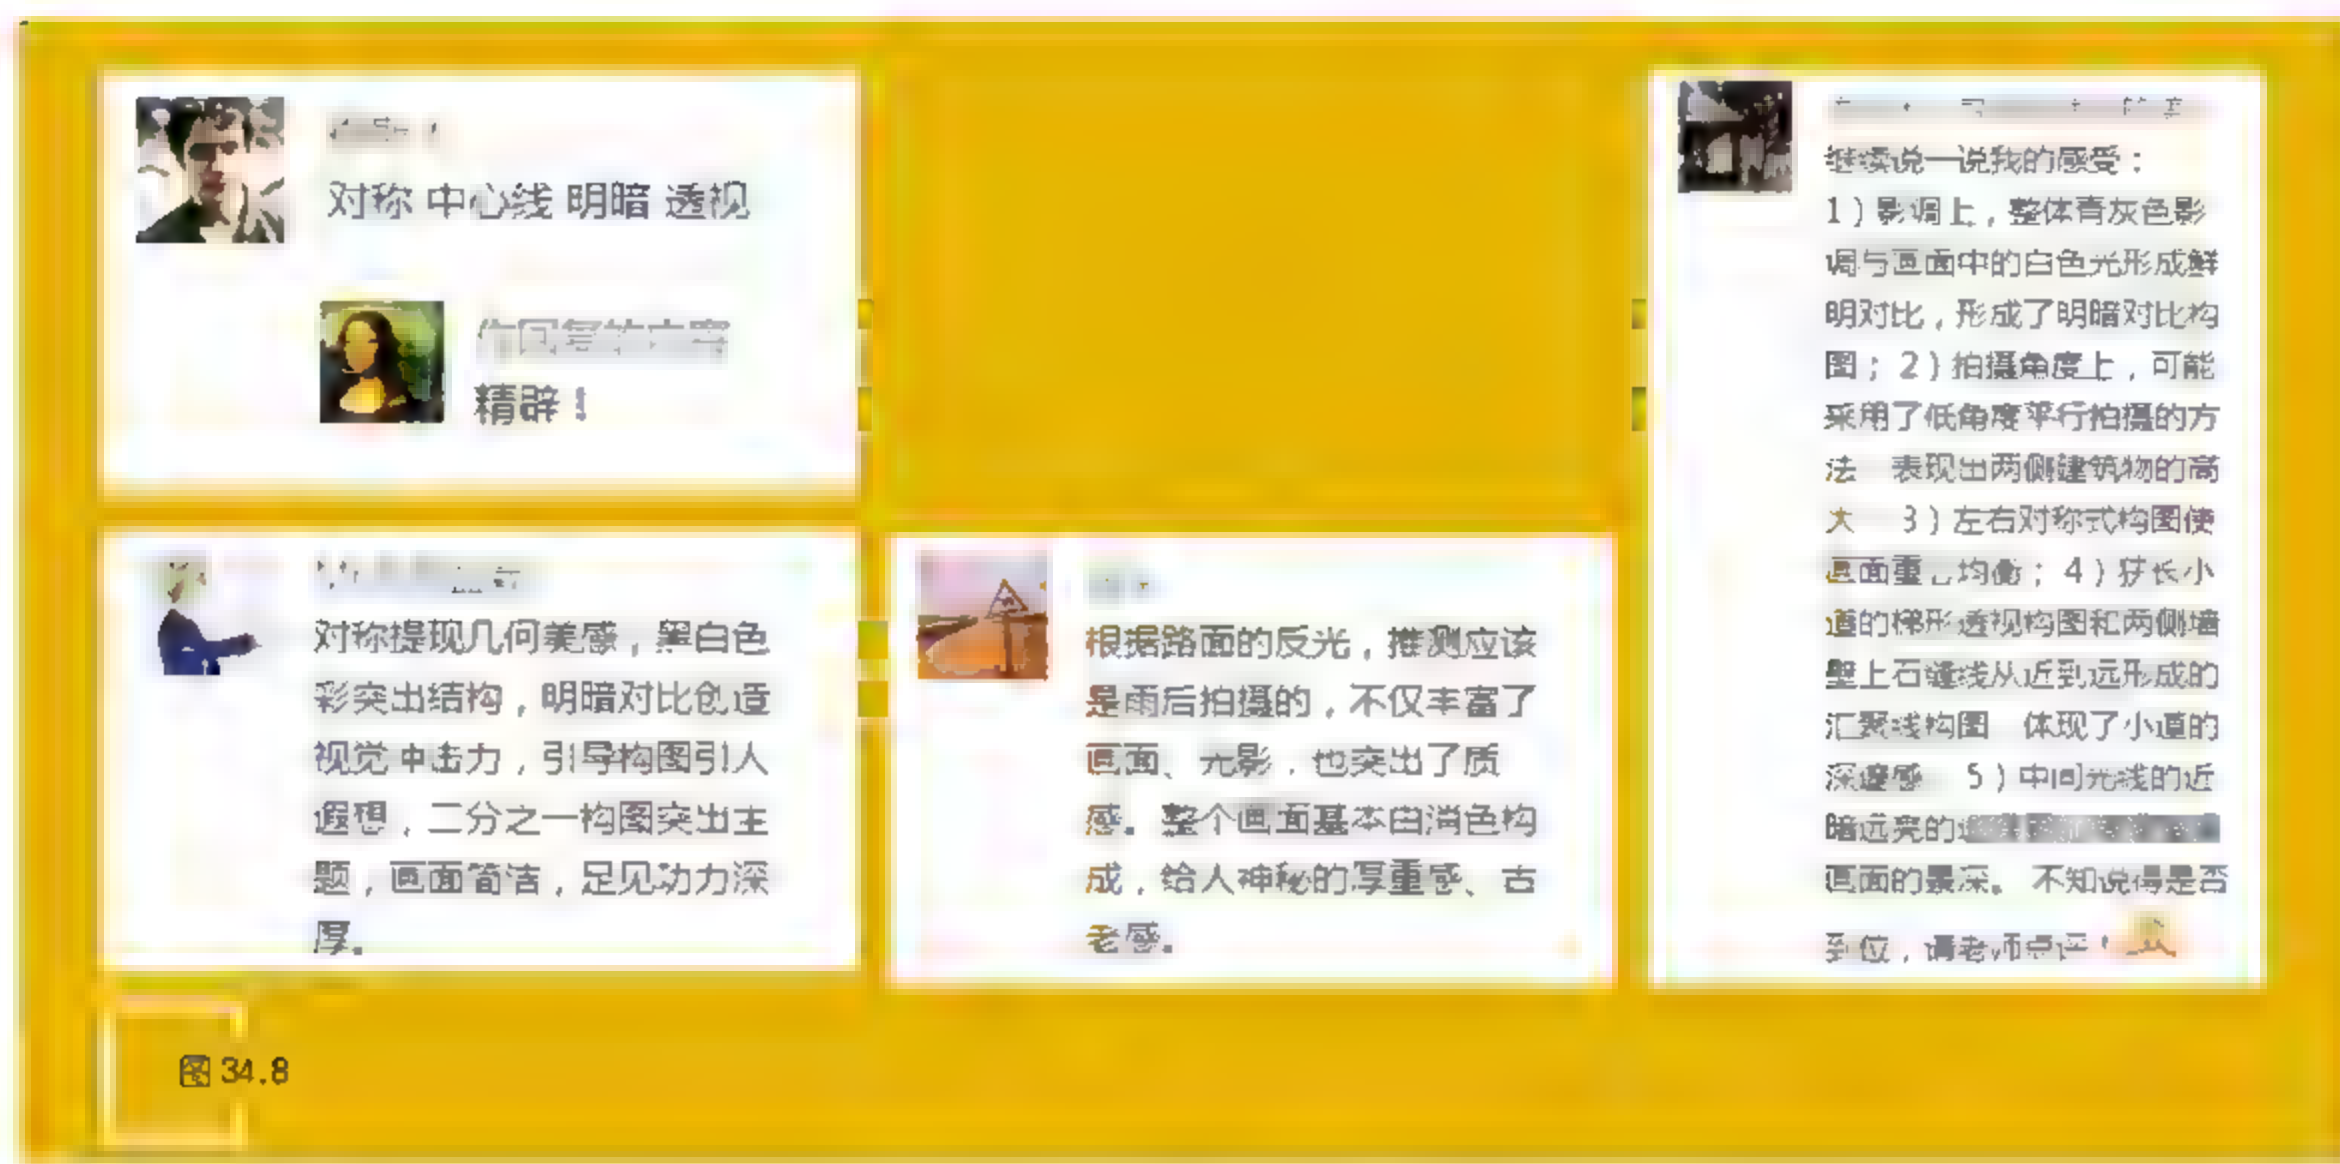 对称 中心线 明暗 透视
精辟！
对称提现几何美感，黑白色
彩突出结构，明暗对比创造
视觉冲击力，引导构图引人
遐想，二分之一构图突出主
题，画面简洁，足见功力深
厚。
根据路面的反光，推测应该
是雨后拍摄的，不仅丰富了
画面、光影，也突出了质
感。整个画面基本由消色构
成，给人神秘的厚重感、古
老感。
继续说一说我的感受：
1）影调上，整体青灰色影
调与画面中的白色光形成鲜
明对比，形成了明暗对比构
图；2）拍摄角度上，可能
采用了低角度平行拍摄的方
法 表现出两侧建筑物的高
大 3）左右对称式构图使
画面重心均衡；4）狭长小
道的梯形透视构图和两侧墙
壁上石缝线从近到远形成的
汇聚线构图 体现了小道的
深邃感 5）中间光线的近
暗远亮的
画面的景深。不知说得是否
到位，请老师点评！
图 34.8